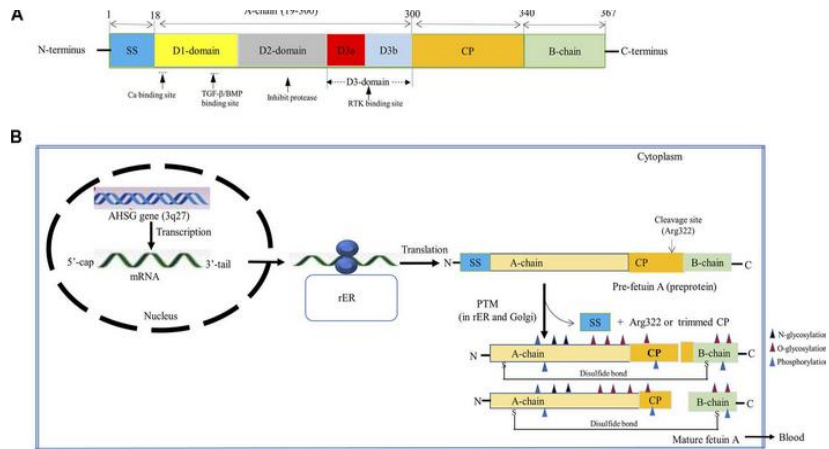 A
A-chain (19-300)
1
18
300
340
367
N-terminus
SS
D1-domain
D2-domain
D3a
D3b
CP
B-chain
C-terminus
D3-domain
Ca binding site
TGF-β/BMP
binding site
Inhibit protease
RTK binding site
B
Cytoplasm
AHSG gene (3q27)
Transcription
5'-cap
3'-tail
mRNA
Nucleus
rER
Translation
Cleavage site
(Arg322)
N
SS
A-chain
CP
B-chain
C
Pre-fetuin A (preprotein)
PTM
(in rER and Golgi)
SS
+ Arg322 or trimmed CP
N-glycosylation
O-glycosylation
Phosphorylation
N
A-chain
CP
B-chain
C
S
S
Disulfide bond
N
A-chain
CP
B-chain
C
S
S
Disulfide bond
Mature fetuin A
Blood